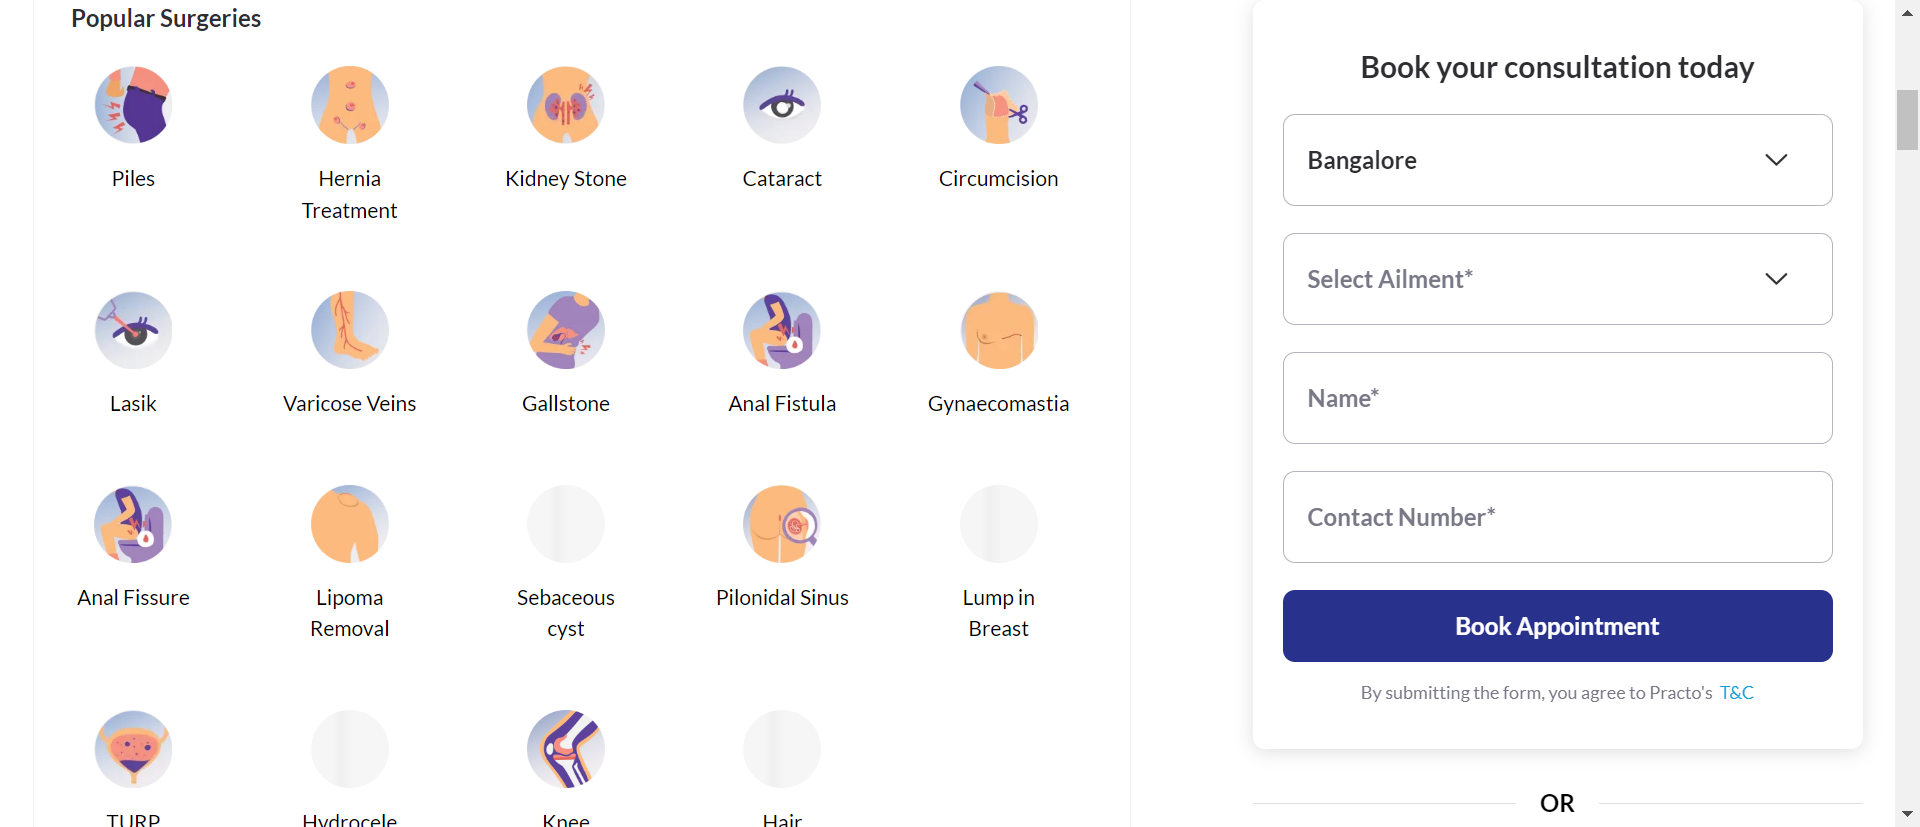 Popular Surgeries
Piles
Hernia
Treatment
Kidney Stone
Cataract
Circumcision
Lasik
Varicose Veins
Gallstone
Anal Fistula
Gynaecomastia
Anal Fissure
Lipoma
Removal
Sebaceous
cyst
Pilonidal Sinus
Lump in
Breast
TURP
Hydrocele
Knee
Hair
Book your consultation today
Bangalore
Select Ailment*
Name*
Contact Number*
Book Appointment
By submitting the form, you agree to Practo's T&C
OR